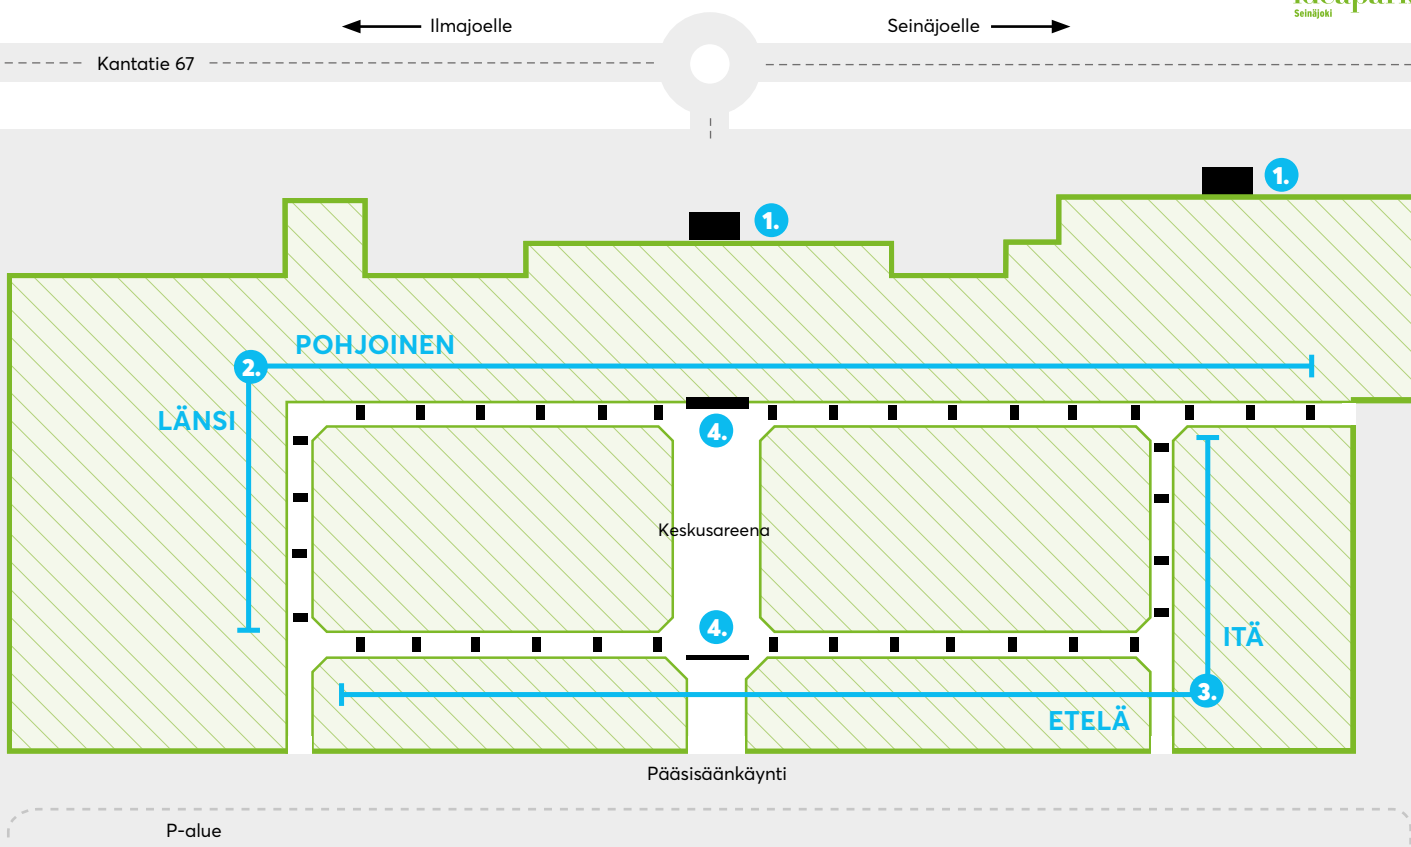 Ilmajoelle
Seinäjoelle
Seinäjoki
Kantatie 67
1.
1.
POHJOINEN
2.
LÄNSI
4.
Keskusareena
4.
ITÄ
3.
ETELÄ
Pääsisäänkäynti
P-alue